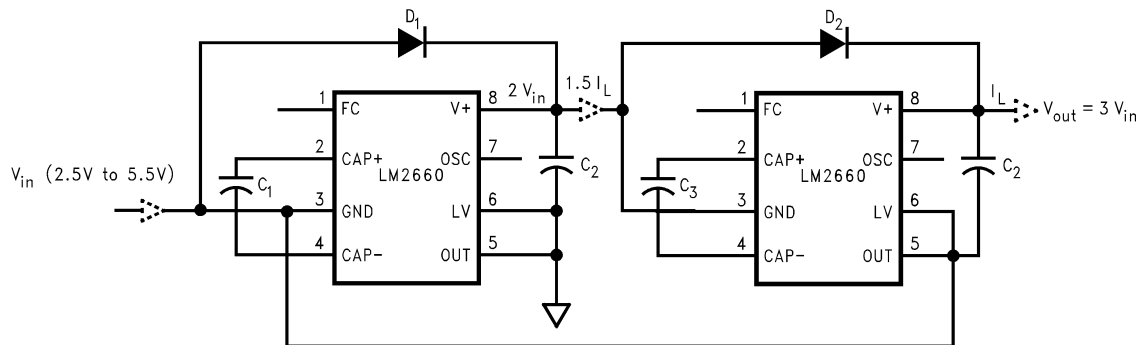 D1
D2
2 Vin
1.5 IL
IL
Vout = 3 Vin
Vin (2.5V to 5.5V)
1
FC
V+
8
2
CAP+
OSC
7
LM2660
3
GND
LV
6
4
CAP-
OUT
5
C1
C2
1
FC
V+
8
2
CAP+
OSC
7
LM2660
3
GND
LV
6
4
CAP-
OUT
5
C3
C2